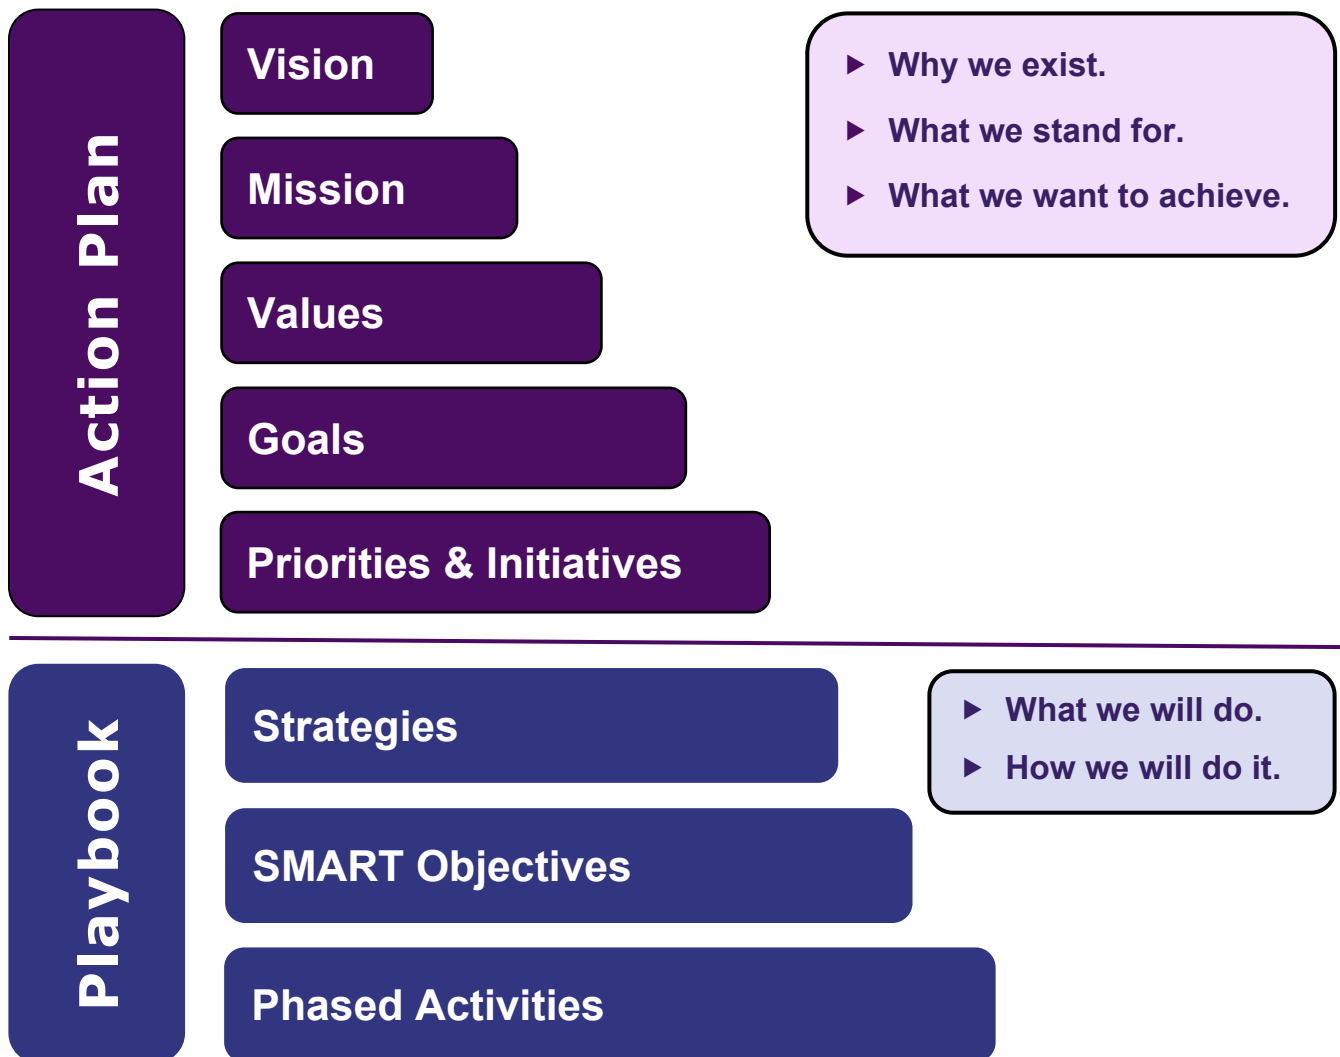 Action Plan
Vision
Mission
Values
Goals
Priorities & Initiatives
Why we exist.
What we stand for.
What we want to achieve.
Playbook
Strategies
SMART Objectives
Phased Activities
What we will do.
How we will do it.